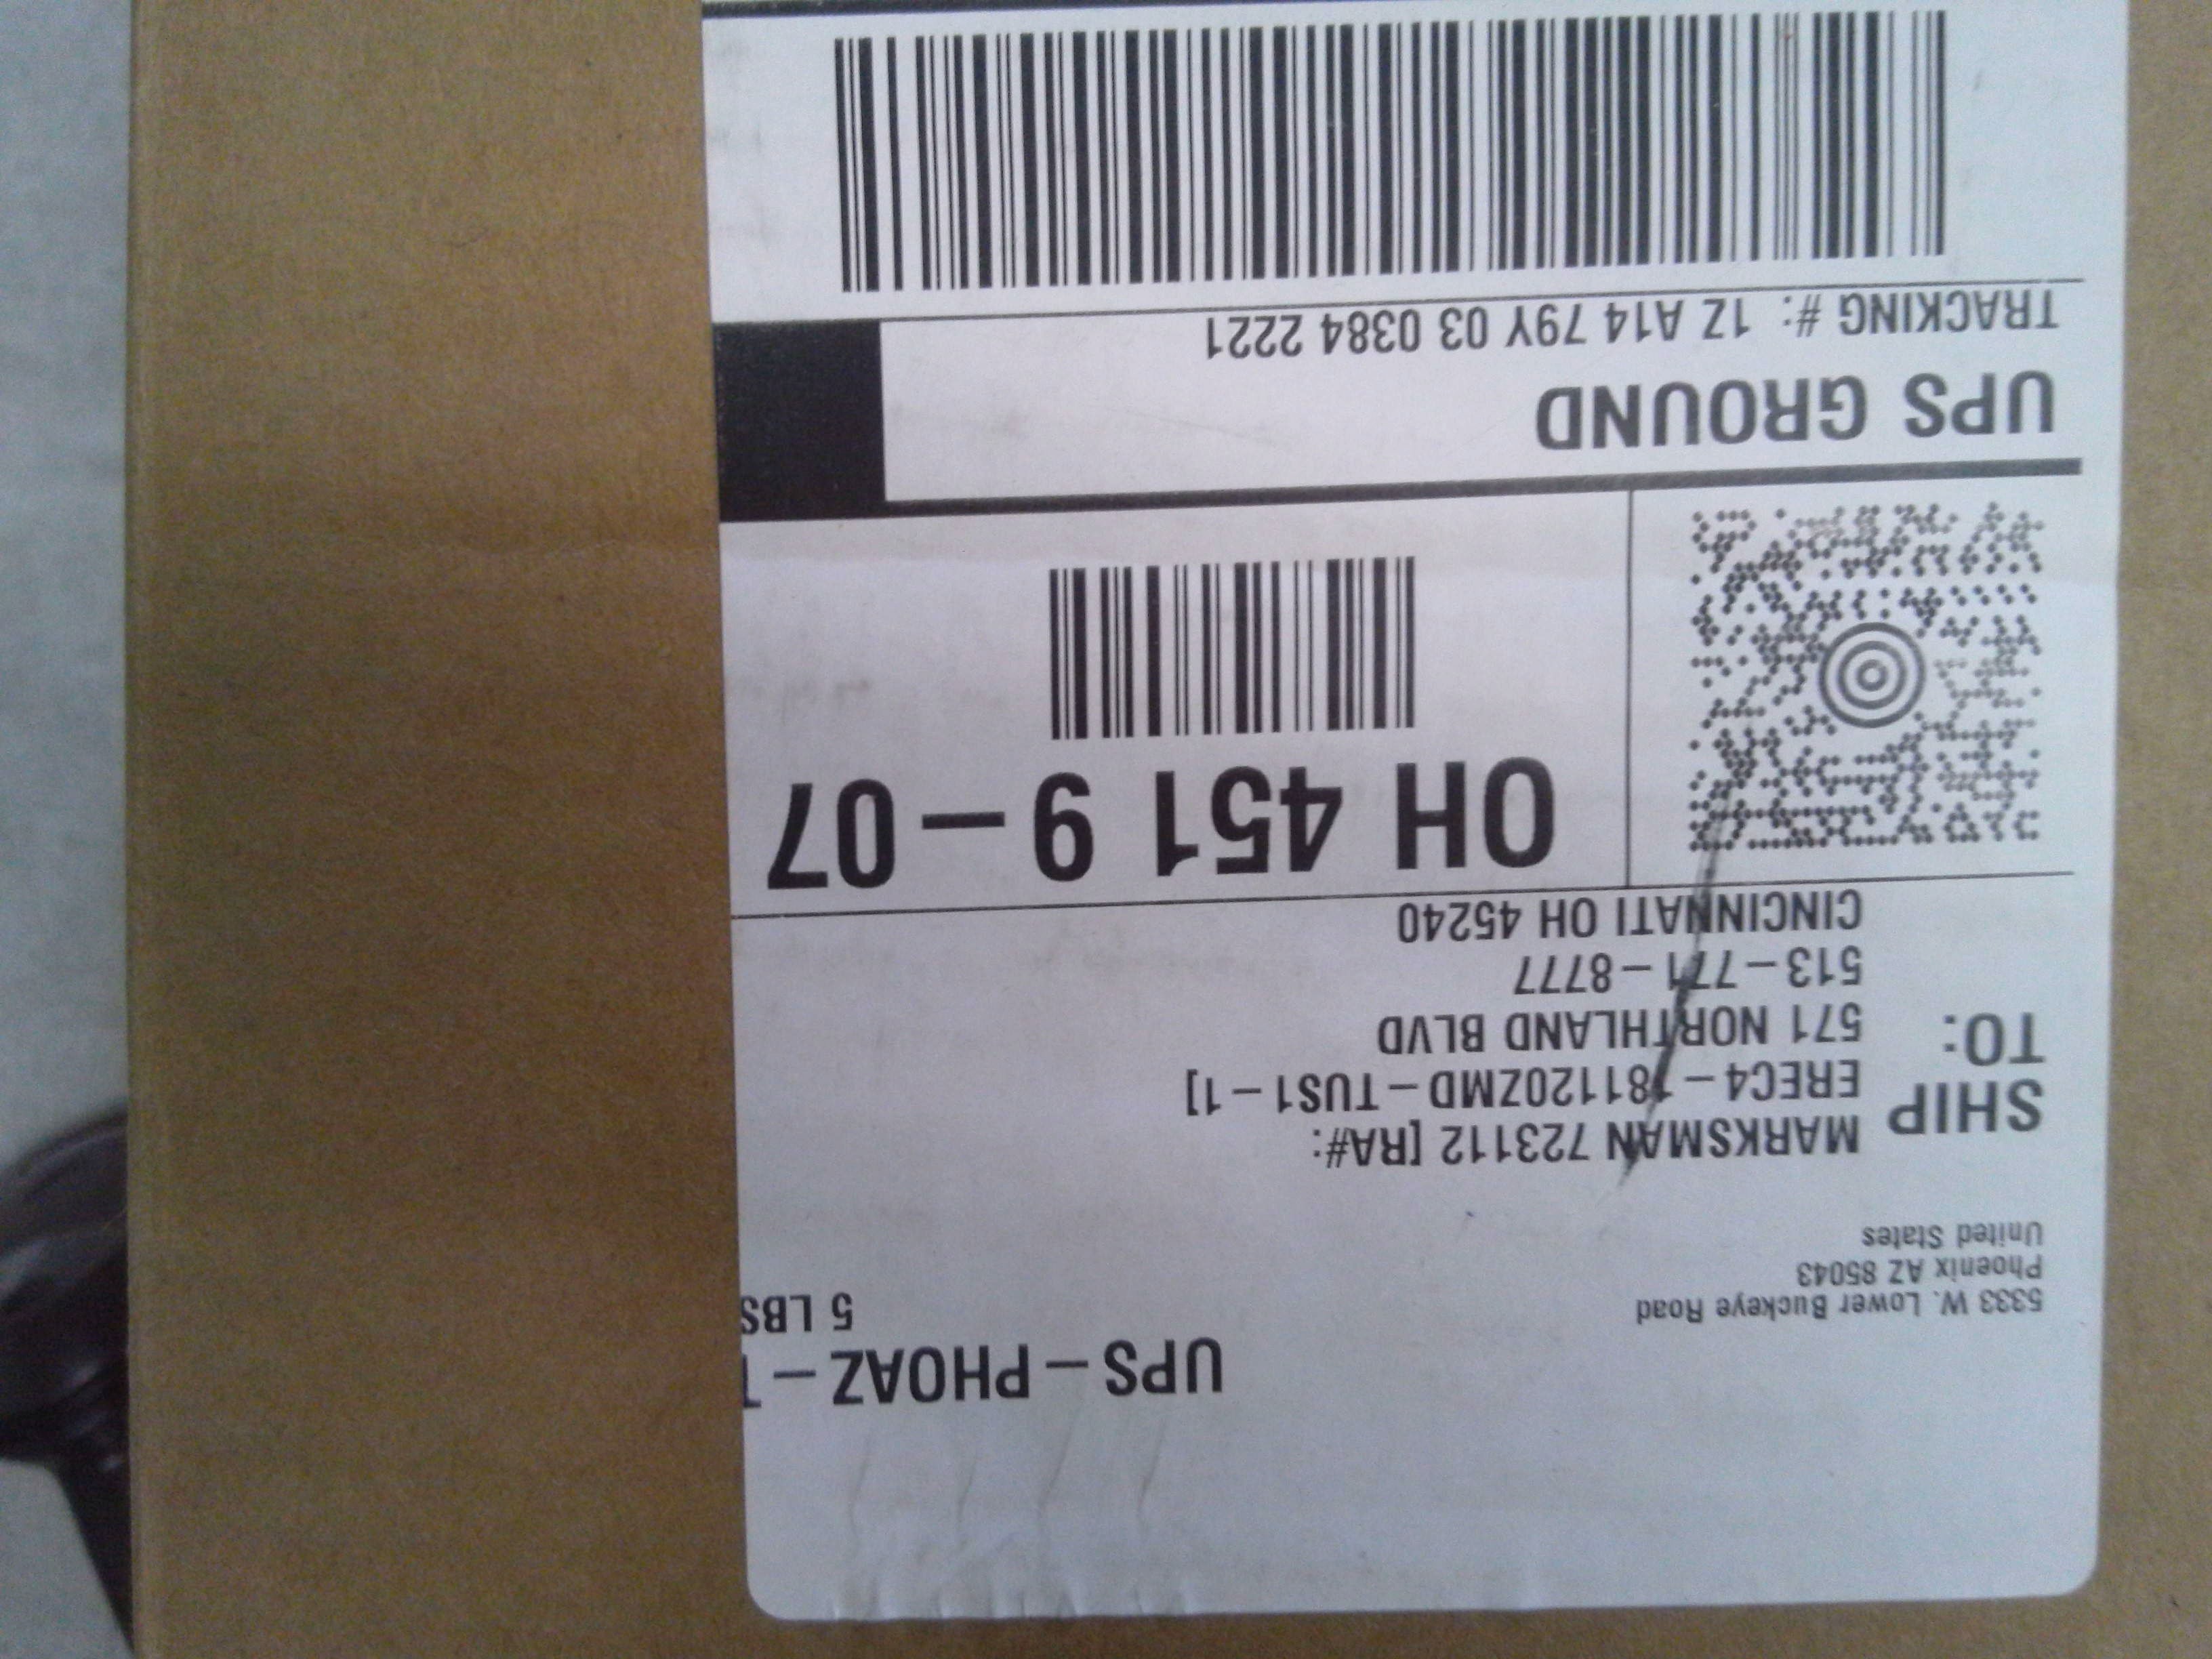 UPS - PHOAZ -
5 LBS
5333 W. Lower Buckeye Road
Phoenix AZ 85043
United States
SHIP
TO:
MARKSMAN 723112 [RA#:
EREC4-181120ZMD-TUS1-1]
571 NORTHLAND BLVD
513-771-8777
CINCINNATI OH 45240
OH 451 9-07
UPS GROUND
TRACKING #: 1Z A14 79Y 03 0384 2221